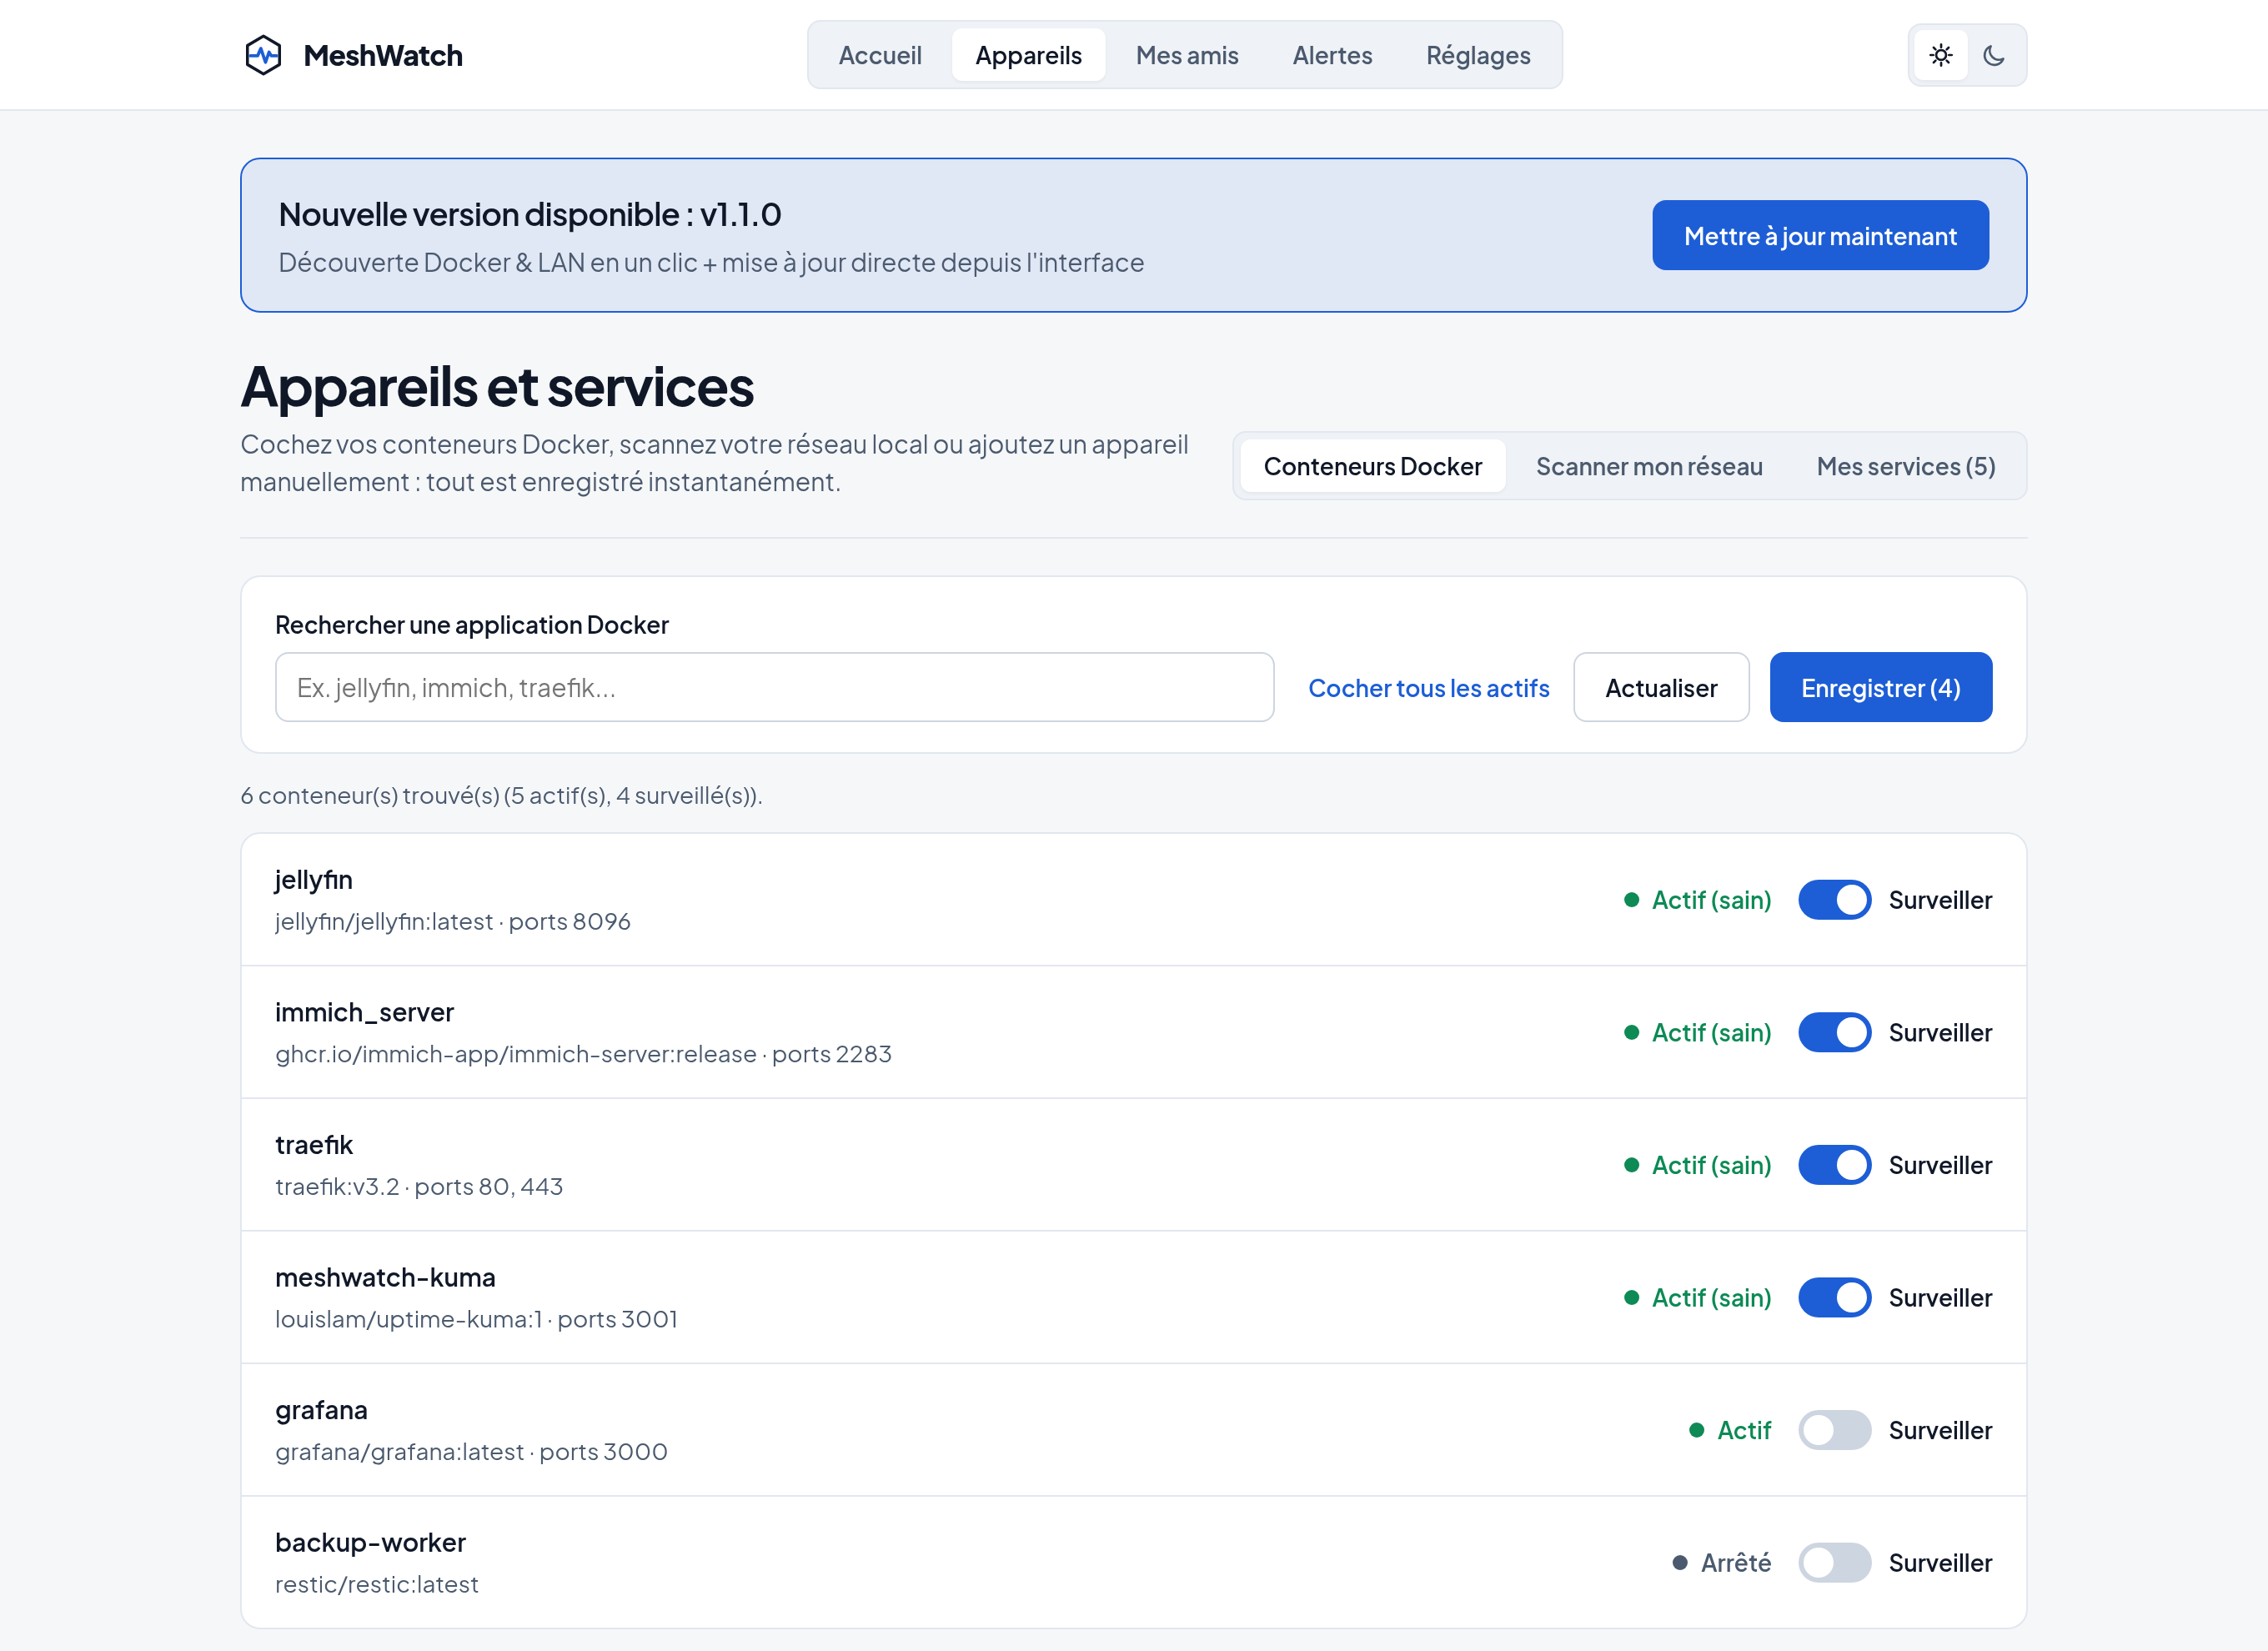 MeshWatch
Accueil
Appareils
Mes amis
Alertes
Réglages
Nouvelle version disponible : v1.1.0
Découverte Docker & LAN en un clic + mise à jour directe depuis l'interface
Mettre à jour maintenant
Appareils et services
Cochez vos conteneurs Docker, scannez votre réseau local ou ajoutez un appareil
manuellement : tout est enregistré instantanément.
Conteneurs Docker
Scanner mon réseau
Mes services (5)
Rechercher une application Docker
Ex. jellyfin, immich, traefik...
Cocher tous les actifs
Actualiser
Enregistrer (4)
6 conteneur(s) trouvé(s) (5 actif(s), 4 surveillé(s)).
jellyfin
jellyfin/jellyfin:latest · ports 8096
Actif (sain)
Surveiller
immich_server
ghcr.io/immich-app/immich-server:release · ports 2283
Actif (sain)
Surveiller
traefik
traefik:v3.2 · ports 80, 443
Actif (sain)
Surveiller
meshwatch-kuma
louislam/uptime-kuma:1 · ports 3001
Actif (sain)
Surveiller
grafana
grafana/grafana:latest · ports 3000
Actif
Surveiller
backup-worker
restic/restic:latest
Arrêté
Surveiller